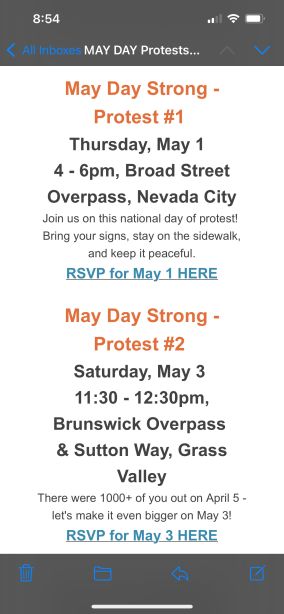 8:54
All Inboxes MAY DAY Protests...
May Day Strong -
Protest #1
Thursday, May 1
4 - 6pm, Broad Street
Overpass, Nevada City
Join us on this national day of protest!
Bring your signs, stay on the sidewalk,
and keep it peaceful.
RSVP for May 1 HERE
May Day Strong -
Protest #2
Saturday, May 3
11:30 - 12:30pm,
Brunswick Overpass
& Sutton Way, Grass
Valley
There were 1000+ of you out on April 5 -
let's make it even bigger on May 3!
RSVP for May 3 HERE